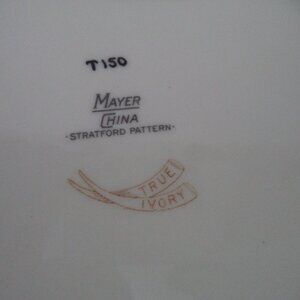 T150
MAYER
CHINA
-STRATFORD PATTERN-
TRUE
IVORY